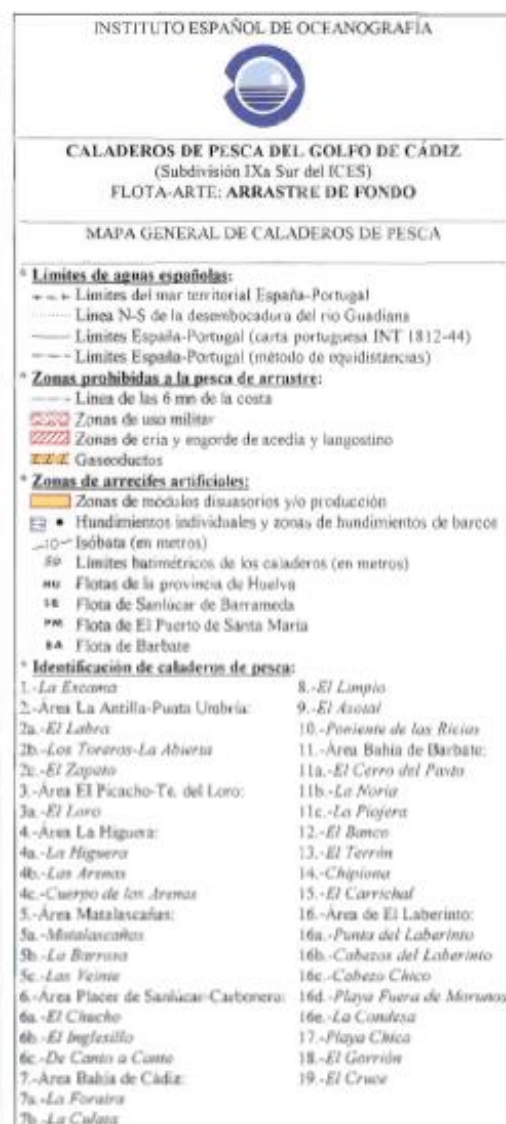 INSTITUTO ESPAÑOL DE OCEANOGRAFÍA
CALADEROS DE PESCA DEL GOLFO DE CÁDIZ
(Subdivisión IXa Sur del ICES)
FLOTA-ARTE: ARRASTRE DE FONDO
MAPA GENERAL DE CALADEROS DE PESCA
* Límites de aguas españolas:
Límites del mar territorial España-Portugal
Línea N-S de la desembocadura del río Guadiana
Límites España-Portugal (carta portuguesa INT 1812-44)
Límites España-Portugal (método de equidistancias)
* Zonas prohibidas a la pesca de arrastre:
Línea de las 6 mn de la costa
Zonas de uso militar
Zonas de cria y engorde de acedía y langostino
Gaseoductos
* Zonas de arrecifes artificiales:
Zonas de módulos disuasorios y/o producción
Hundimientos individuales y zonas de hundimientos de barcos
10 Isóbata (en metros)
50 Límites batimétricos de los caladeros (en metros)
HU Flotas de la provincia de Huelva
SE Flota de Sanlúcar de Barrameda
PM Flota de El Puerto de Santa María
BA Flota de Barbate
* Identificación de caladeros de pesca:
1.-La Escama
2.-Área La Antilla-Punta Umbría:
2a.-El Labra
2b.-Los Toraros-La Abierta
2c.-El Zapato
3.-Área El Picacho-Te. del Loro:
3a.-El Loro
4.-Área La Higuera:
4a.-La Higuera
4b.-Las Arenas
4c.-Cuerpo de las Arenas
5.-Área Matalascañas:
5a.-Matalascañas
5b.-La Barrosa
5c.-Las Veinte
6.-Área Placer de Sanlúcar-Carbonera:
6a.-El Chucho
6b.-El Inglesillo
6c.-De Canto a Canto
7.-Área Bahía de Cádiz:
7a.-La Foraira
7b.-La Culata
8.-El Limpio
9.-El Asotal
10.-Poniente de las Ricias
11.-Área Bahía de Barbate:
11a.-El Cerro del Pavto
11b.-La Noria
11c.-La Piojera
12.-El Banco
13.-El Terrón
14.-Chipiona
15.-El Carrichal
16.-Área de El Laberinto:
16a.-Punta del Laberinto
16b.-Cabezos del Laberinto
16c.-Cabezo Chico
16d.-Playa Fuera de Morunos
16e.-La Condesa
17.-Playa Chica
18.-El Gorrión
19.-El Cruce